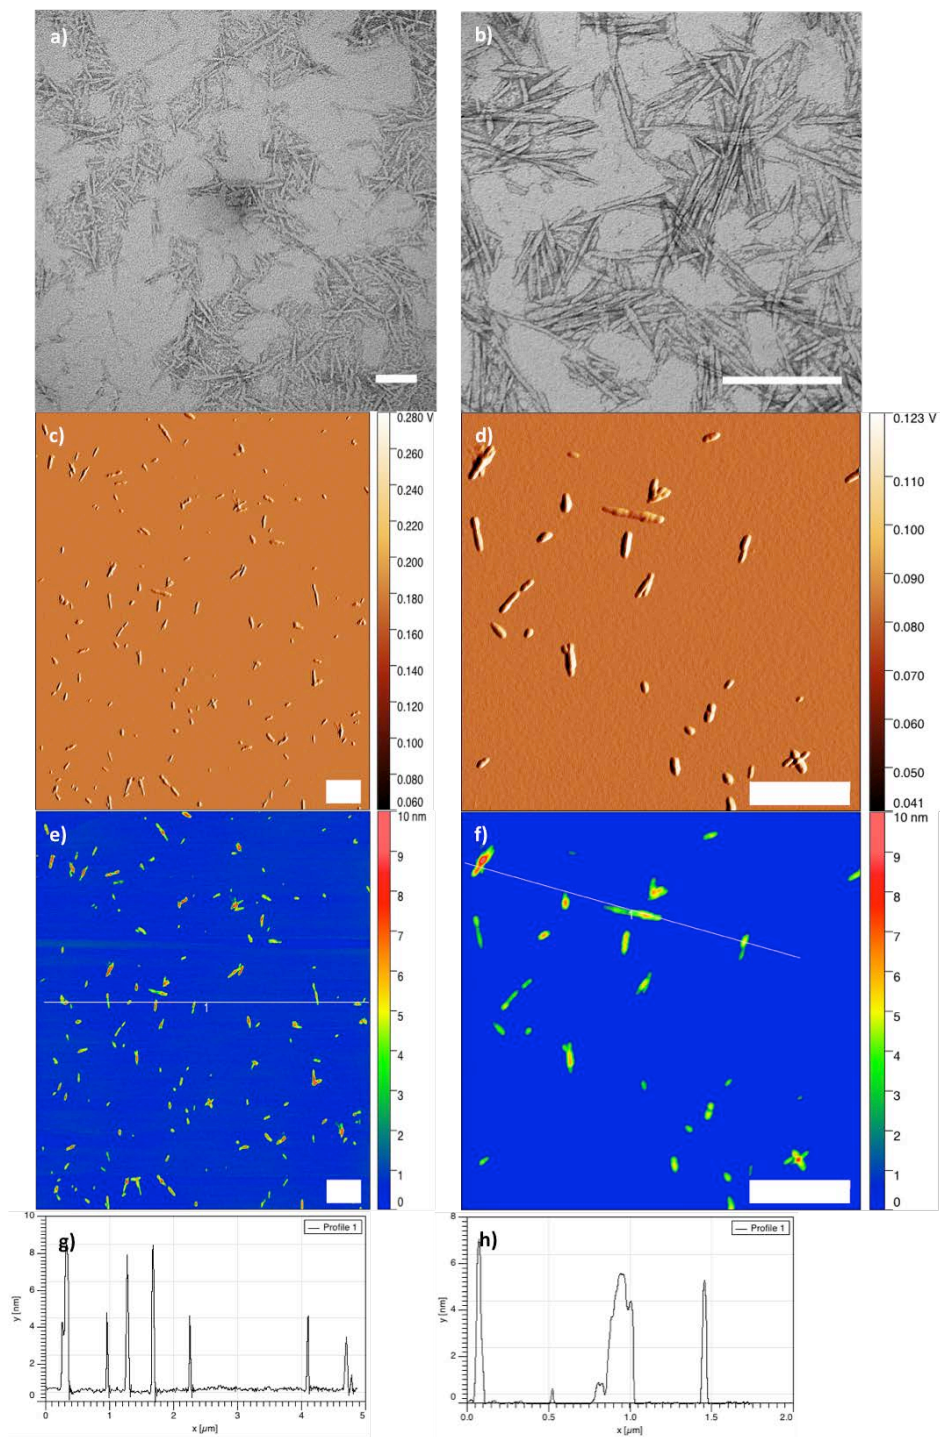 a)
b)
c)
0.280 V
0.260
0.240
0.220
0.200
0.180
0.160
0.140
0.120
0.100
0.080
0.060
d)
0.123 V
0.110
0.100
0.090
0.080
0.070
0.060
0.050
0.041
e)
1
10 nm
9
8
7
6
5
4
3
2
1
0
f)
1
10 nm
9
8
7
6
5
4
3
2
1
0
g)
Profile 1
y [nm]
10
8
6
4
2
0
0 1 2 3 4 5
x [µm]
h)
Profile 1
y [nm]
8
6
4
2
0
0.0 0.5 1.0 1.5 2.0
x [µm]